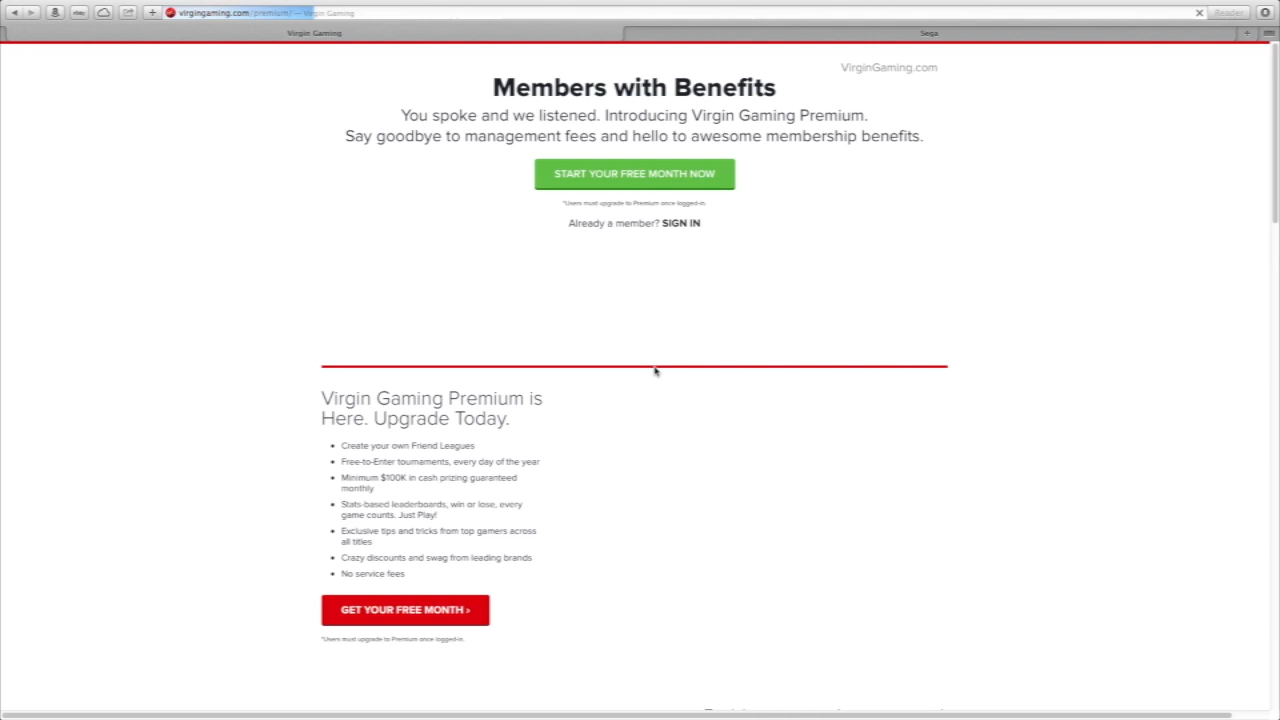 virgingaming.com/premium/ — Virgin Gaming
Reader
Virgin Gaming
Sega
VirginGaming.com
Members with Benefits
You spoke and we listened. Introducing Virgin Gaming Premium.
Say goodbye to management fees and hello to awesome membership benefits.
START YOUR FREE MONTH NOW
*Users must upgrade to Premium once logged-in.
Already a member? SIGN IN
Virgin Gaming Premium is
Here. Upgrade Today.
• Create your own Friend Leagues
• Free-to-Enter tournaments, every day of the year
• Minimum $100K in cash prizing guaranteed
monthly
• Stats-based leaderboards, win or lose, every
game counts. Just Play!
• Exclusive tips and tricks from top gamers across
all titles
• Crazy discounts and swag from leading brands
• No service fees
GET YOUR FREE MONTH ›
*Users must upgrade to Premium once logged-in.